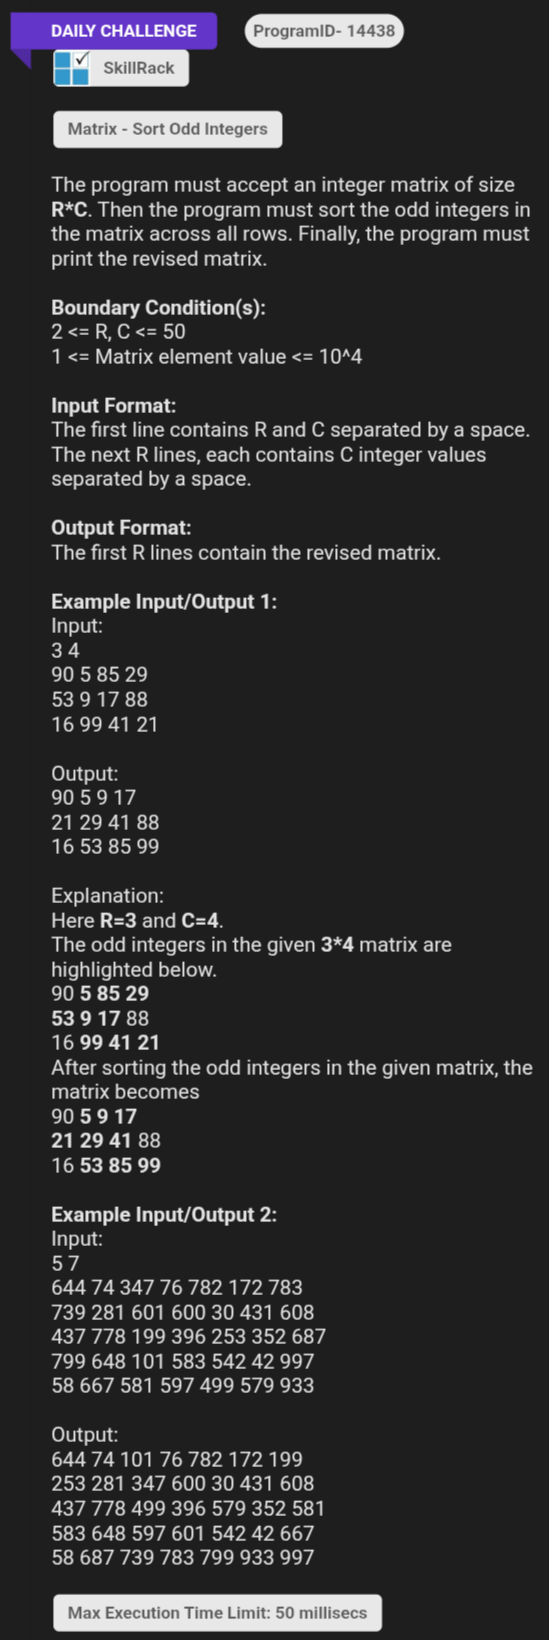 DAILY CHALLENGE
ProgramID- 14438
SkillRack
Matrix - Sort Odd Integers
The program must accept an integer matrix of size
R*C. Then the program must sort the odd integers in
the matrix across all rows. Finally, the program must
print the revised matrix.
Boundary Condition(s):
2 <= R, C <= 50
1 <= Matrix element value <= 10^4
Input Format:
The first line contains R and C separated by a space.
The next R lines, each contains C integer values
separated by a space.
Output Format:
The first R lines contain the revised matrix.
Example Input/Output 1:
Input:
3 4
90 5 85 29
53 9 17 88
16 99 41 21
Output:
90 5 9 17
21 29 41 88
16 53 85 99
Explanation:
Here R=3 and C=4.
The odd integers in the given 3*4 matrix are
highlighted below.
90 5 85 29
53 9 17 88
16 99 41 21
After sorting the odd integers in the given matrix, the
matrix becomes
90 5 9 17
21 29 41 88
16 53 85 99
Example Input/Output 2:
Input:
5 7
644 74 347 76 782 172 783
739 281 601 600 30 431 608
437 778 199 396 253 352 687
799 648 101 583 542 42 997
58 667 581 597 499 579 933
Output:
644 74 101 76 782 172 199
253 281 347 600 30 431 608
437 778 499 396 579 352 581
583 648 597 601 542 42 667
58 687 739 783 799 933 997
Max Execution Time Limit: 50 millisecs